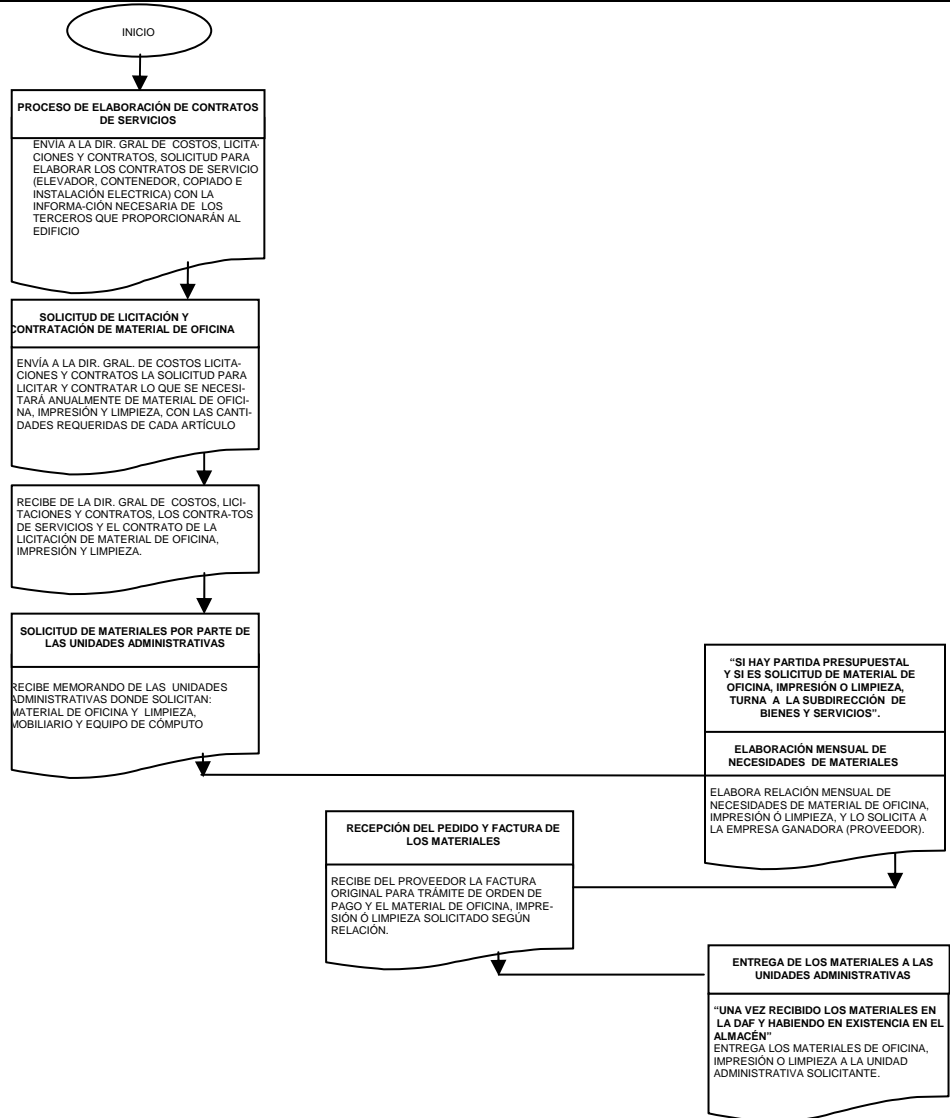 INICIO
PROCESO DE ELABORACIÓN DE CONTRATOS
DE SERVICIOS
ENVÍA A LA DIR. GRAL DE COSTOS, LICITA-
CIONES Y CONTRATOS, SOLICITUD PARA
ELABORAR LOS CONTRATOS DE SERVICIO
(ELEVADOR, CONTENEDOR, COPIADO E
INSTALACIÓN ELECTRICA) CON LA
INFORMA-CIÓN NECESARIA DE LOS
TERCEROS QUE PROPORCIONARÁN AL
EDIFICIO
SOLICITUD DE LICITACIÓN Y
CONTRATACIÓN DE MATERIAL DE OFICINA
ENVÍA A LA DIR. GRAL. DE COSTOS LICITA-
CIONES Y CONTRATOS LA SOLICITUD PARA
LICITAR Y CONTRATAR LO QUE SE NECESI-
TARÁ ANUALMENTE DE MATERIAL DE OFICI-
NA, IMPRESIÓN Y LIMPIEZA, CON LAS CANTI-
DADES REQUERIDAS DE CADA ARTÍCULO
RECIBE DE LA DIR. GRAL DE COSTOS, LICI-
TACIONES Y CONTRATOS, LOS CONTRA-TOS
DE SERVICIOS Y EL CONTRATO DE LA
LICITACIÓN DE MATERIAL DE OFICINA,
IMPRESIÓN Y LIMPIEZA.
SOLICITUD DE MATERIALES POR PARTE DE
LAS UNIDADES ADMINISTRATIVAS
RECIBE MEMORANDO DE LAS UNIDADES
ADMINISTRATIVAS DONDE SOLICITAN:
MATERIAL DE OFICINA Y LIMPIEZA,
MOBILIARIO Y EQUIPO DE CÓMPUTO
“SI HAY PARTIDA PRESUPUESTAL
Y SI ES SOLICITUD DE MATERIAL DE
OFICINA, IMPRESIÓN O LIMPIEZA,
TURNA A LA SUBDIRECCIÓN DE
BIENES Y SERVICIOS”.
ELABORACIÓN MENSUAL DE
NECESIDADES DE MATERIALES
ELABORA RELACIÓN MENSUAL DE
NECESIDADES DE MATERIAL DE OFICINA,
IMPRESIÓN Ó LIMPIEZA, Y LO SOLICITA A
LA EMPRESA GANADORA (PROVEEDOR).
RECEPCIÓN DEL PEDIDO Y FACTURA DE
LOS MATERIALES
RECIBE DEL PROVEEDOR LA FACTURA
ORIGINAL PARA TRÁMITE DE ORDEN DE
PAGO Y EL MATERIAL DE OFICINA, IMPRE-
SIÓN Ó LIMPIEZA SOLICITADO SEGÚN
RELACIÓN.
ENTREGA DE LOS MATERIALES A LAS
UNIDADES ADMINISTRATIVAS
“UNA VEZ RECIBIDO LOS MATERIALES EN
LA DAF Y HABIENDO EN EXISTENCIA EN EL
ALMACÉN”
ENTREGA LOS MATERIALES DE OFICINA,
IMPRESIÓN O LIMPIEZA A LA UNIDAD
ADMINISTRATIVA SOLICITANTE.